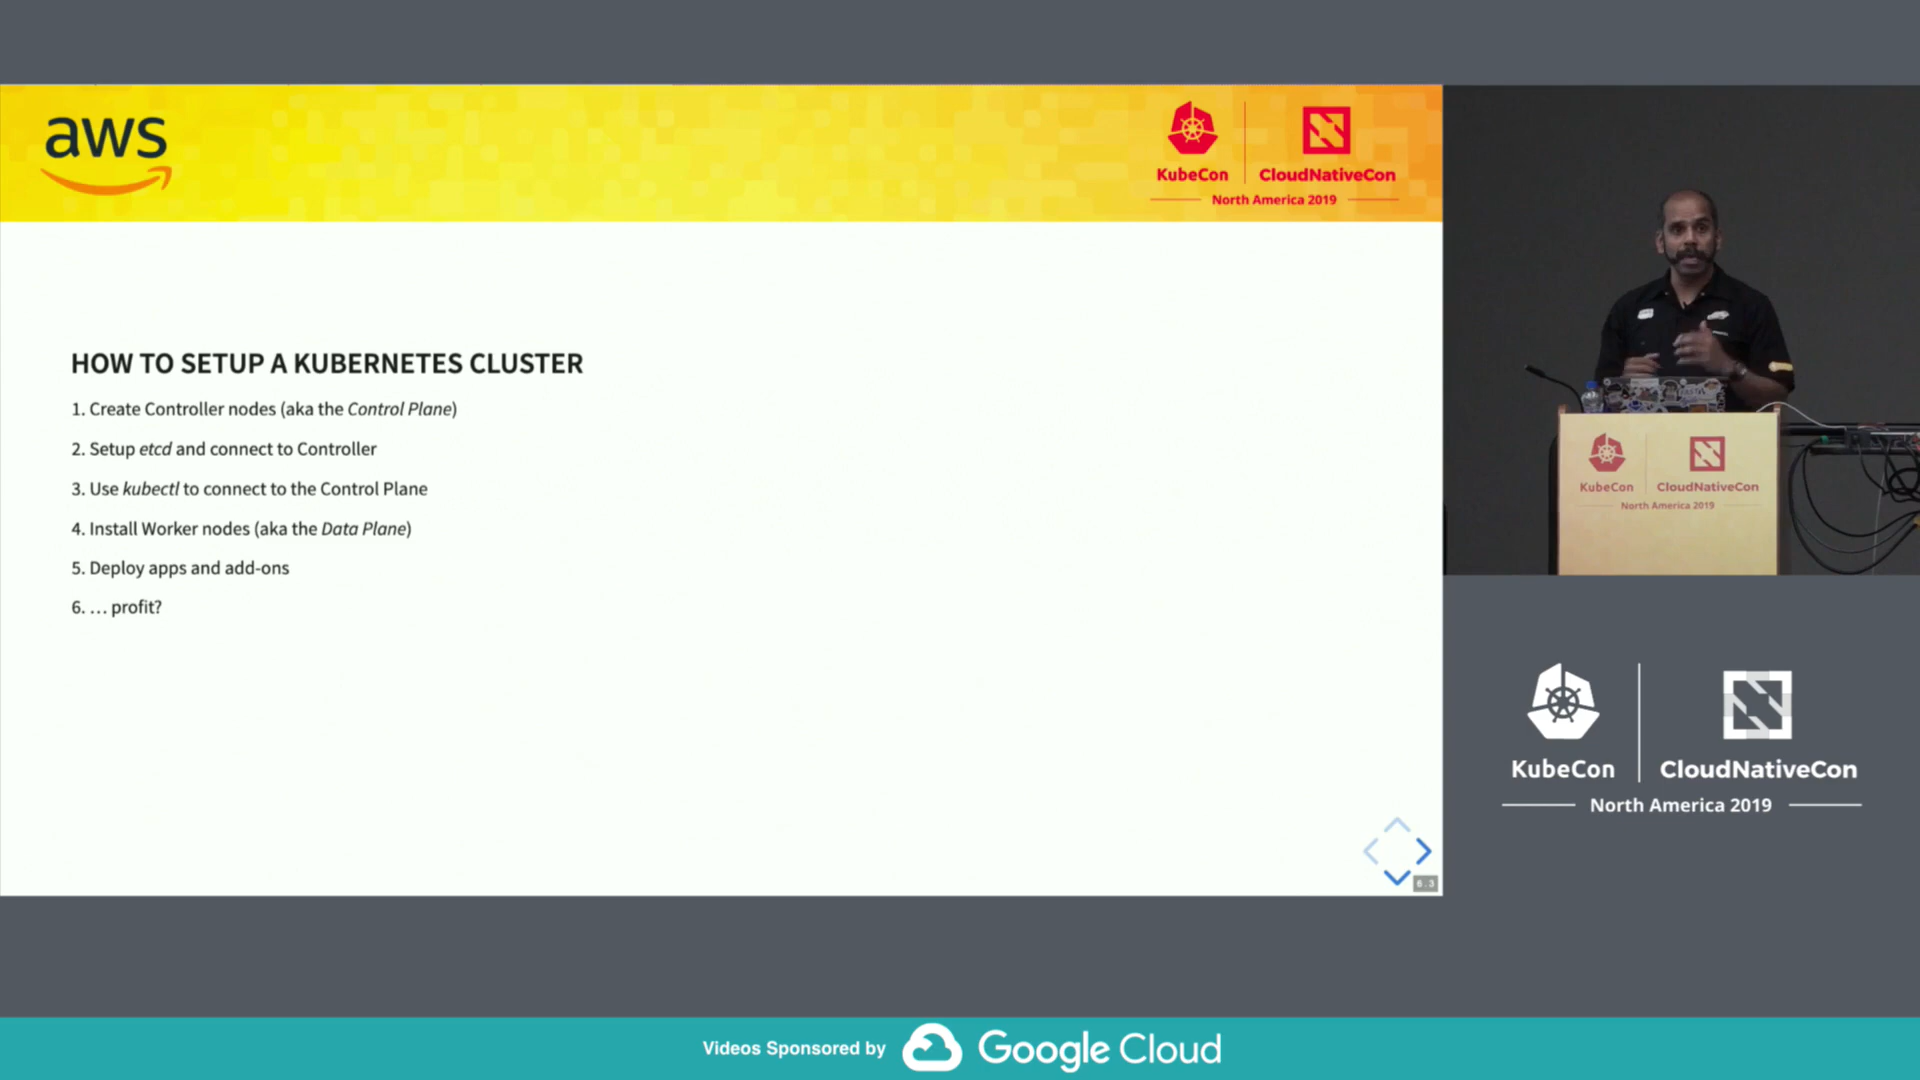 aws
KubeCon
CloudNativeCon
North America 2019
HOW TO SETUP A KUBERNETES CLUSTER
1. Create Controller nodes (aka the Control Plane)
2. Setup etcd and connect to Controller
3. Use kubectl to connect to the Control Plane
4. Install Worker nodes (aka the Data Plane)
5. Deploy apps and add-ons
6. … profit?
6.3
KubeCon
CloudNativeCon
North America 2019
KubeCon
CloudNativeCon
North America 2019
Videos Sponsored by Google Cloud